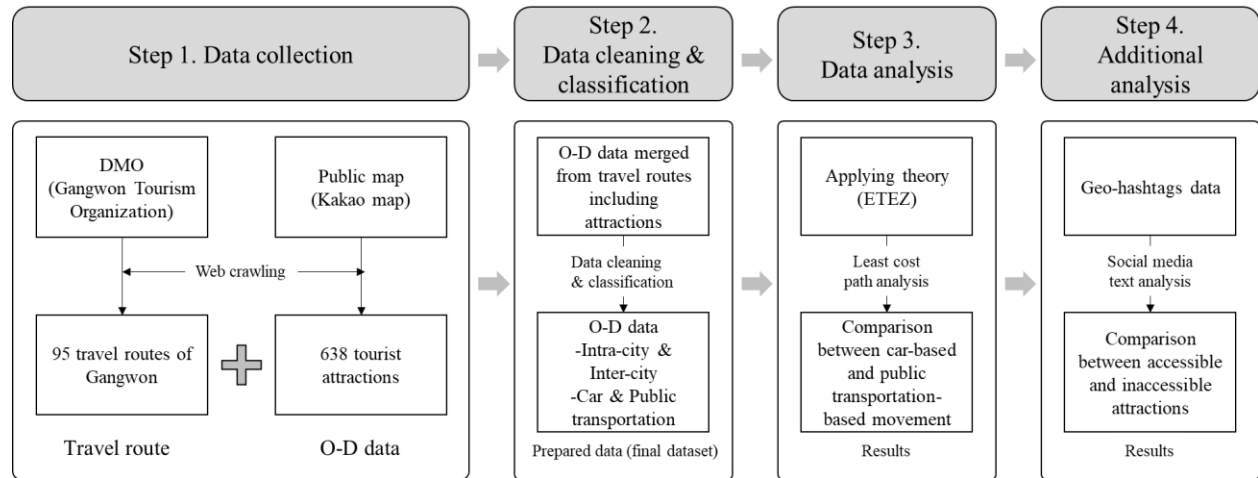 Step 1. Data collection
Step 2.
Data cleaning &
classification
Step 3.
Data analysis
Step 4.
Additional
analysis
DMO
(Gangwon Tourism
Organization)
Public map
(Kakao map)
Web crawling
95 travel routes of
Gangwon
638 tourist
attractions
Travel route
O-D data
O-D data merged
from travel routes
including
attractions
Data cleaning
& classification
O-D data
-Intra-city &
Inter-city
-Car & Public
transportation
Prepared data (final dataset)
Applying theory
(ETEZ)
Least cost
path analysis
Comparison
between car-based
and public
transportation-
based movement
Results
Geo-hashtags data
Social media
text analysis
Comparison
between accessible
and inaccessible
attractions
Results